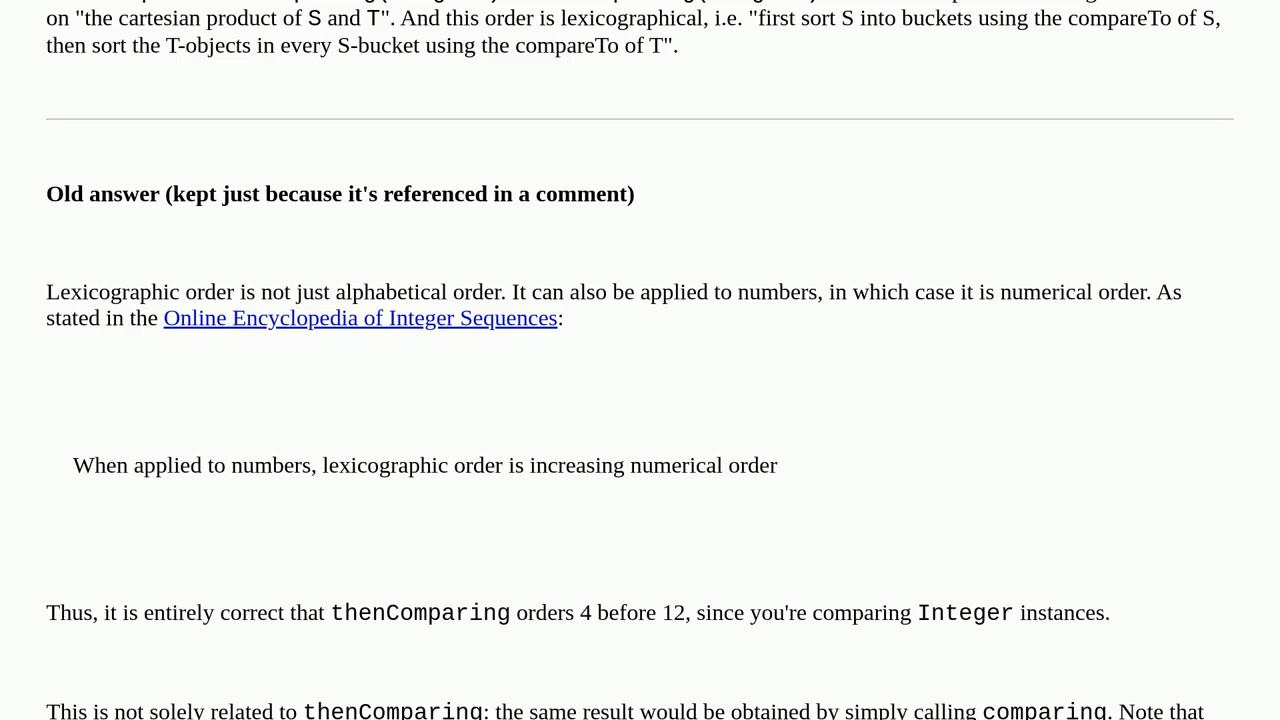 on "the cartesian product of S and T". And this order is lexicographical, i.e. "first sort S into buckets using the compareTo of S,
then sort the T-objects in every S-bucket using the compareTo of T".
Old answer (kept just because it's referenced in a comment)
Lexicographic order is not just alphabetical order. It can also be applied to numbers, in which case it is numerical order. As
stated in the Online Encyclopedia of Integer Sequences:
When applied to numbers, lexicographic order is increasing numerical order
Thus, it is entirely correct that thenComparing orders 4 before 12, since you're comparing Integer instances.
This is not solely related to thenComparing: the same result would be obtained by simply calling comparing. Note that